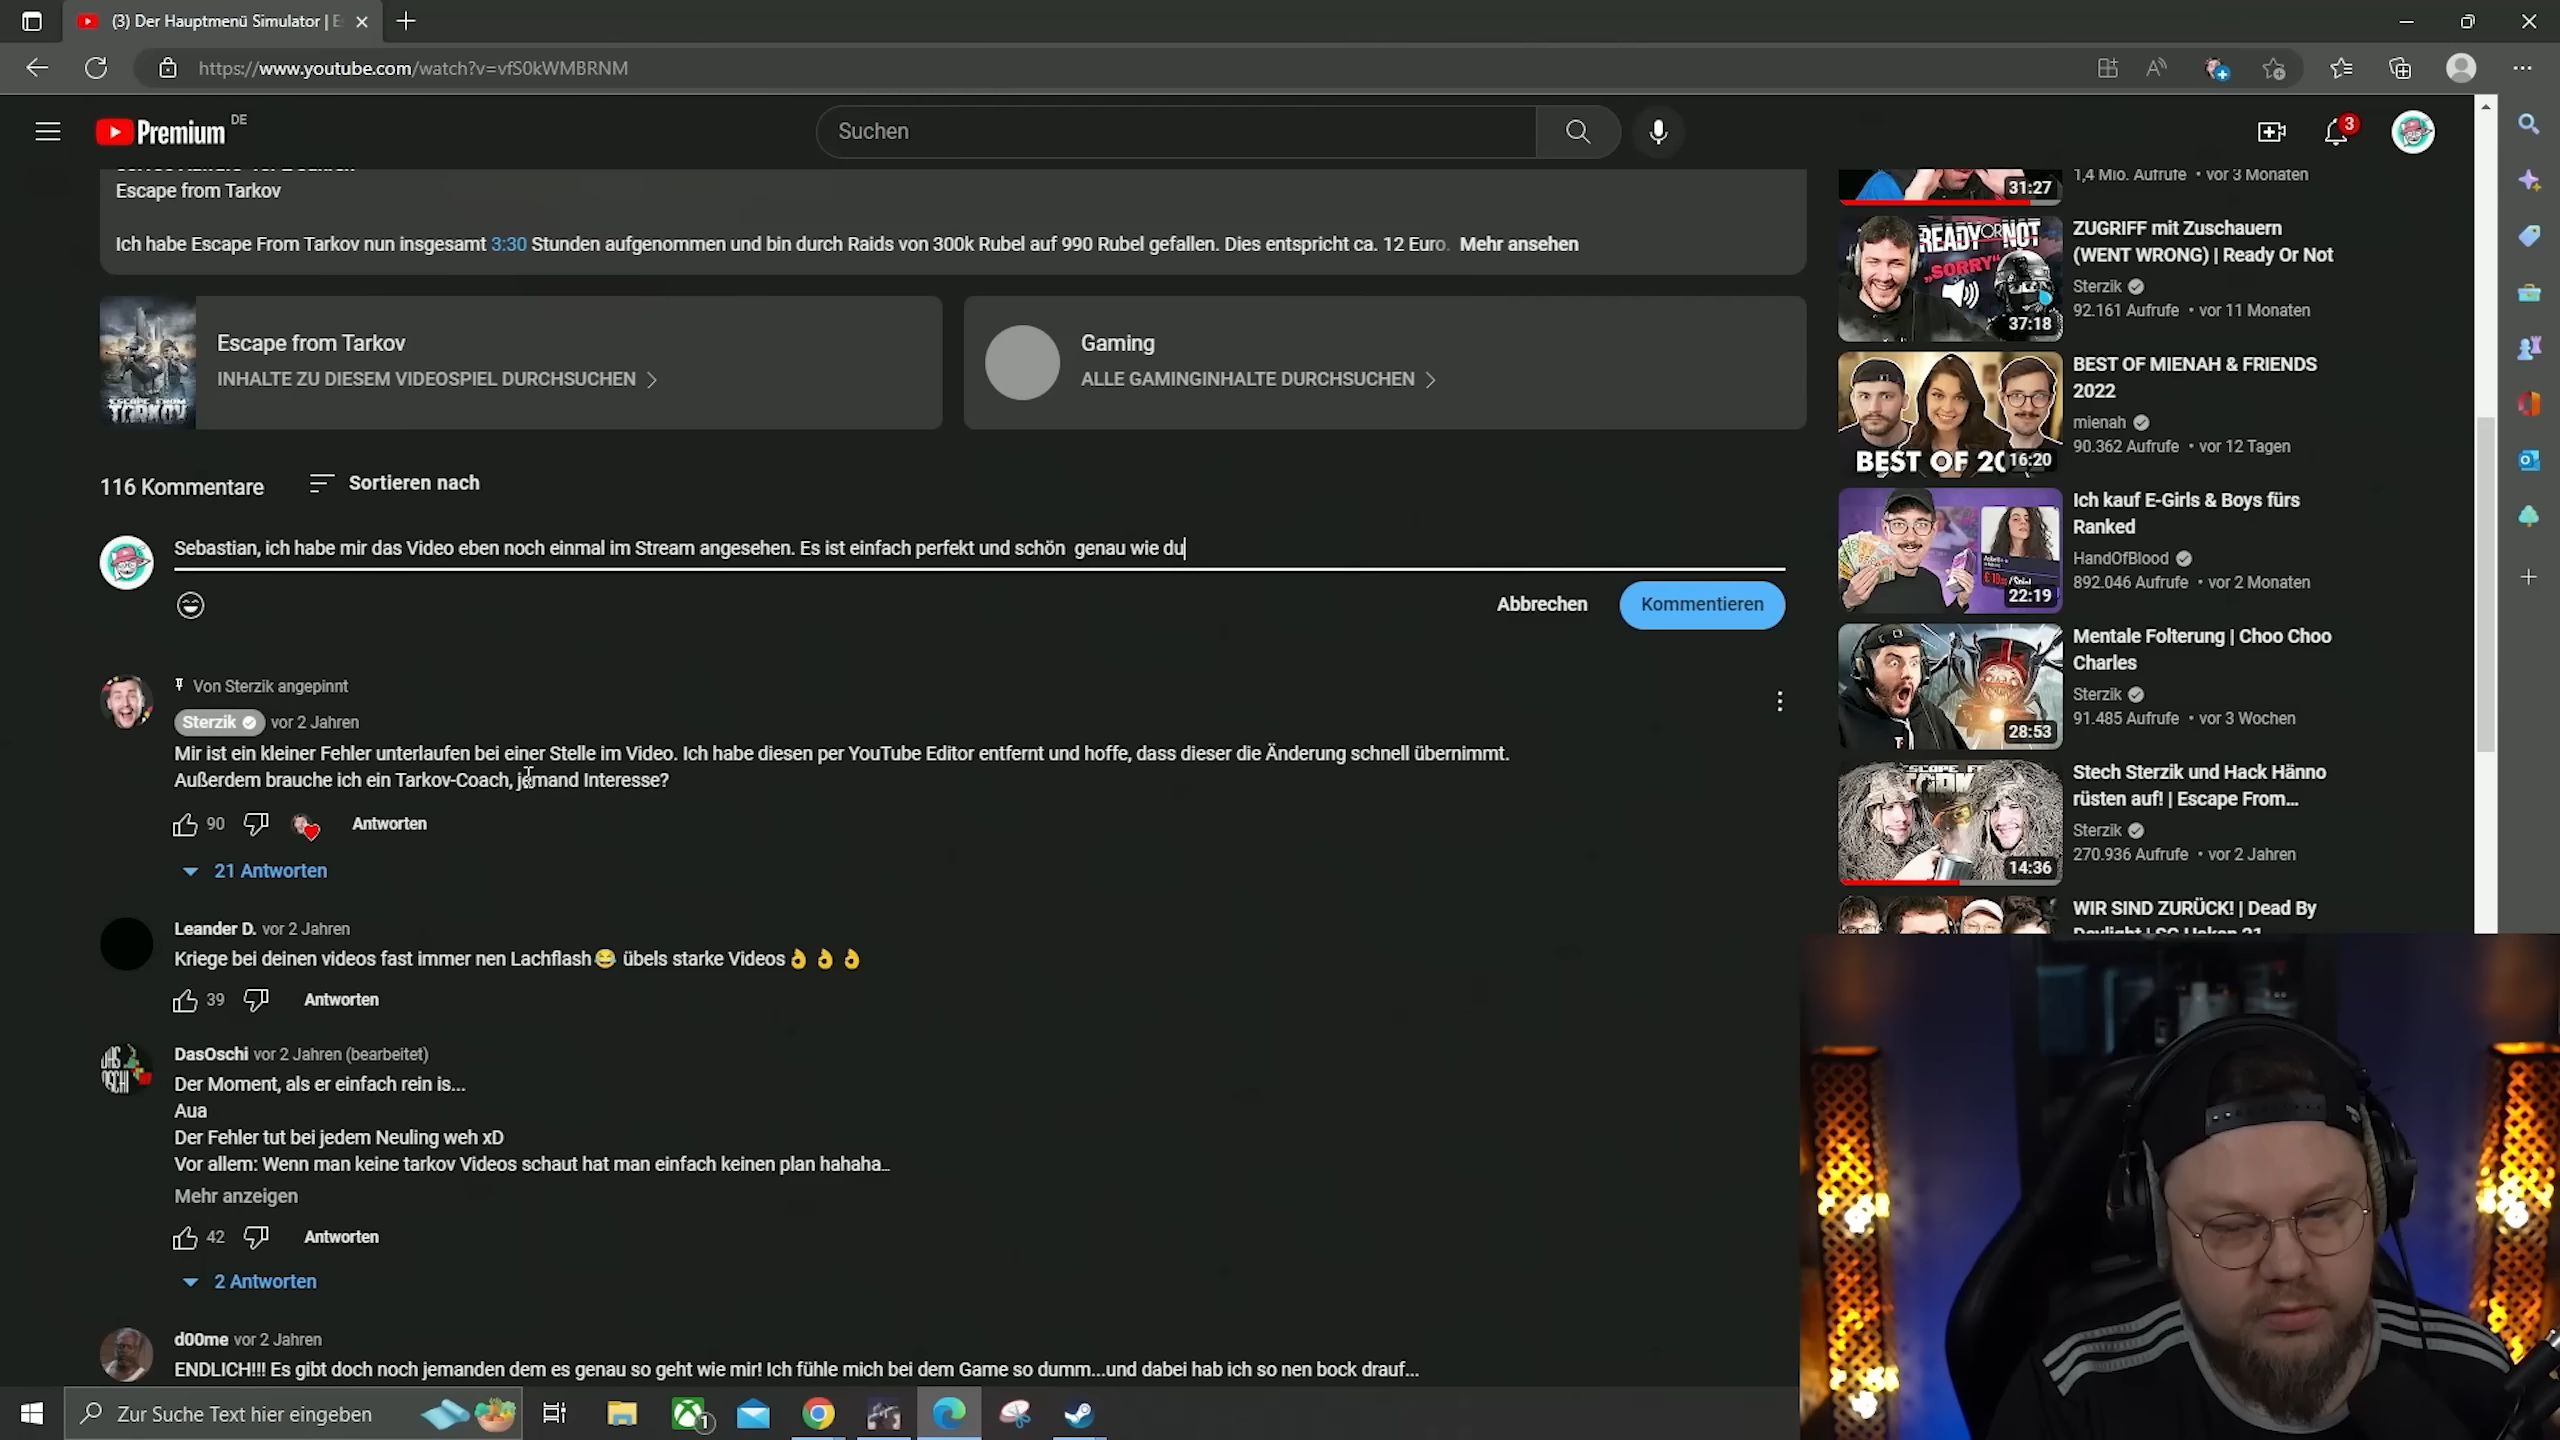 (3) Der Hauptmenü Simulator | E
https://www.youtube.com/watch?v=vfS0kWMBRNM
Premium DE
Suchen
3
Escape from Tarkov
Ich habe Escape From Tarkov nun insgesamt 3:30 Stunden aufgenommen und bin durch Raids von 300k Rubel auf 990 Rubel gefallen. Dies entspricht ca. 12 Euro. Mehr ansehen
ESCAPE FROM
TARKOV
Escape from Tarkov
INHALTE ZU DIESEM VIDEOSPIEL DURCHSUCHEN
Gaming
ALLE GAMINGINHALTE DURCHSUCHEN
116 Kommentare
Sortieren nach
Sebastian, ich habe mir das Video eben noch einmal im Stream angesehen. Es ist einfach perfekt und schön  genau wie du
Abbrechen
Kommentieren
Von Sterzik angepinnt
Sterzik vor 2 Jahren
Mir ist ein kleiner Fehler unterlaufen bei einer Stelle im Video. Ich habe diesen per YouTube Editor entfernt und hoffe, dass dieser die Änderung schnell übernimmt.
Außerdem brauche ich ein Tarkov-Coach, jemand Interesse?
90 Antworten
21 Antworten
Leander D. vor 2 Jahren
Kriege bei deinen videos fast immer nen Lachflash😂 übels starke Videos👌👌👌
39 Antworten
DAS
OSCHI
DasOschi vor 2 Jahren (bearbeitet)
Der Moment, als er einfach rein is...
Aua
Der Fehler tut bei jedem Neuling weh xD
Vor allem: Wenn man keine tarkov Videos schaut hat man einfach keinen plan hahaha…
Mehr anzeigen
42 Antworten
2 Antworten
d00me vor 2 Jahren
ENDLICH!!! Es gibt doch noch jemanden dem es genau so geht wie mir! Ich fühle mich bei dem Game so dumm...und dabei hab ich so nen bock drauf...
31:27
1,4 Mio. Aufrufe • vor 3 Monaten
READY OR NOT
„SORRY“
37:18
ZUGRIFF mit Zuschauern
(WENT WRONG) | Ready Or Not
Sterzik
92.161 Aufrufe • vor 11 Monaten
BEST OF 20
16:20
BEST OF MIENAH & FRIENDS
2022
mienah
90.362 Aufrufe • vor 12 Tagen
22:19
Ich kauf E-Girls & Boys fürs
Ranked
HandOfBlood
892.046 Aufrufe • vor 2 Monaten
28:53
Mentale Folterung | Choo Choo
Charles
Sterzik
91.485 Aufrufe • vor 3 Wochen
14:36
Stech Sterzik und Hack Hänno
rüsten auf! | Escape From...
Sterzik
270.936 Aufrufe • vor 2 Jahren
WIR SIND ZURÜCK! | Dead By
Zur Suche Text hier eingeben
1